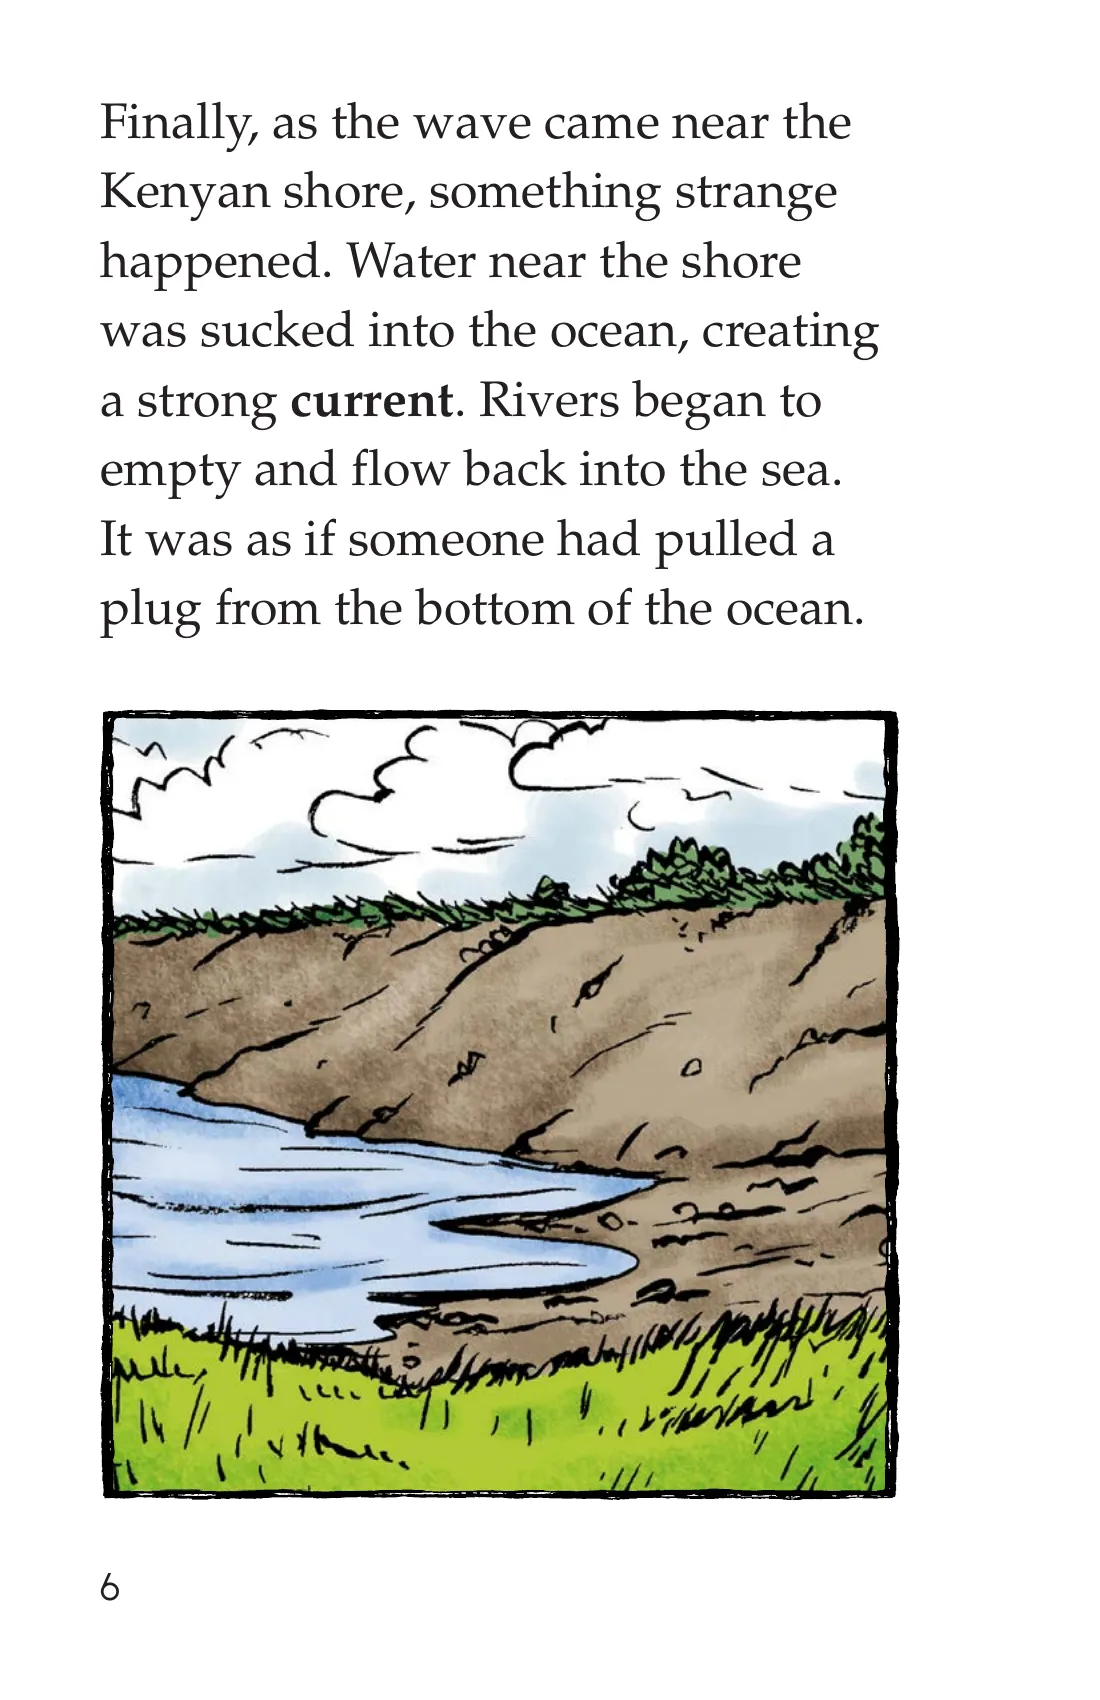 Finally, as the wave came near the
Kenyan shore, something strange
happened. Water near the shore
was sucked into the ocean, creating
a strong current. Rivers began to
empty and flow back into the sea.
It was as if someone had pulled a
plug from the bottom of the ocean.
6